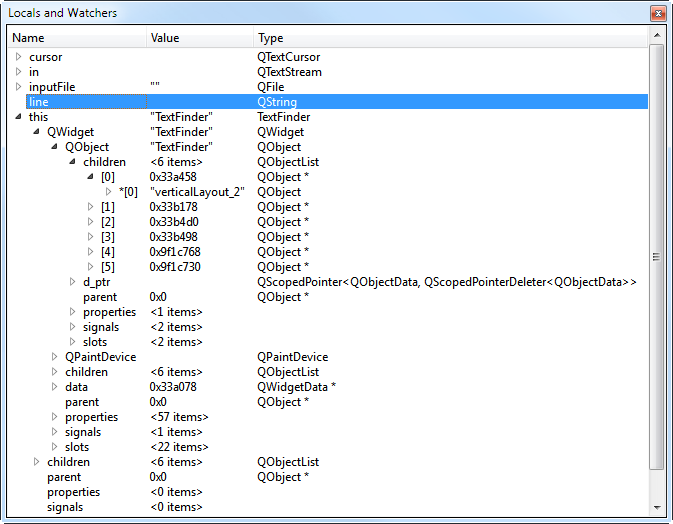 Locals and Watchers
Name Value Type
cursor QTextCursor
in QTextStream
inputFile "" QFile
line QString
this "TextFinder" TextFinder
QWidget "TextFinder" QWidget
QObject "TextFinder" QObject
children <6 items> QObjectList
[0] 0x33a458 QObject *
*[0] "verticalLayout_2" QObject
[1] 0x33b178 QObject *
[2] 0x33b4d0 QObject *
[3] 0x33b498 QObject *
[4] 0x9f1c768 QObject *
[5] 0x9f1c730 QObject *
d_ptr QScopedPointer<QObjectData, QScopedPointerDeleter<QObjectData>>
parent 0x0 QObject *
properties <1 items>
signals <2 items>
slots <2 items>
QPaintDevice QPaintDevice
children <6 items> QObjectList
data 0x33a078 QWidgetData *
parent 0x0 QObject *
properties <57 items>
signals <1 items>
slots <22 items>
children <6 items> QObjectList
parent 0x0 QObject *
properties <0 items>
signals <0 items>